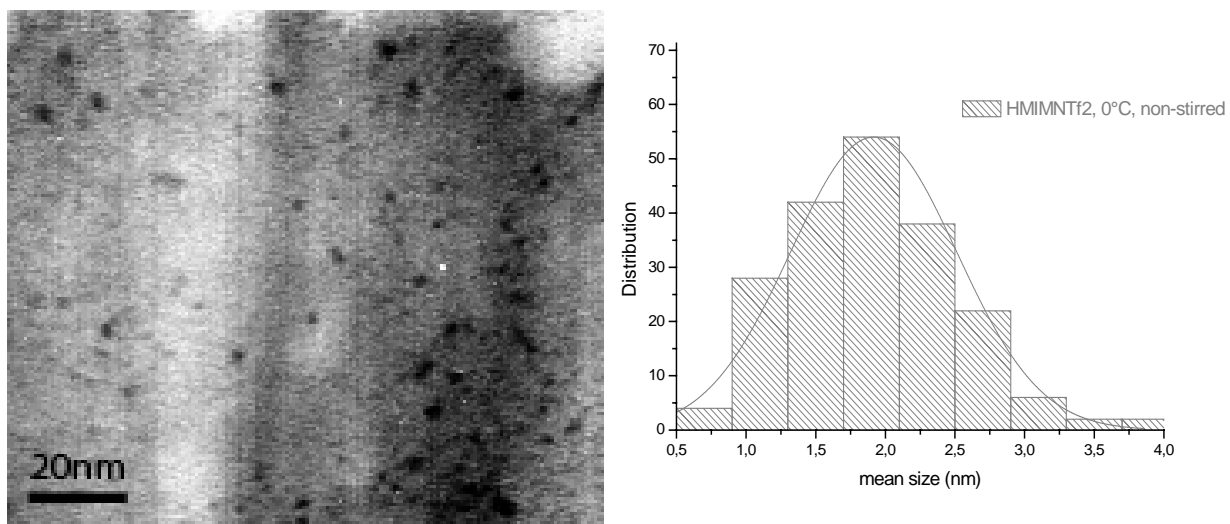 20nm
70
60
50
40
30
20
10
0
Distribution
HMIMNTf2, 0°C, non-stirred
0,5 1,0 1,5 2,0 2,5 3,0 3,5 4,0
mean size (nm)